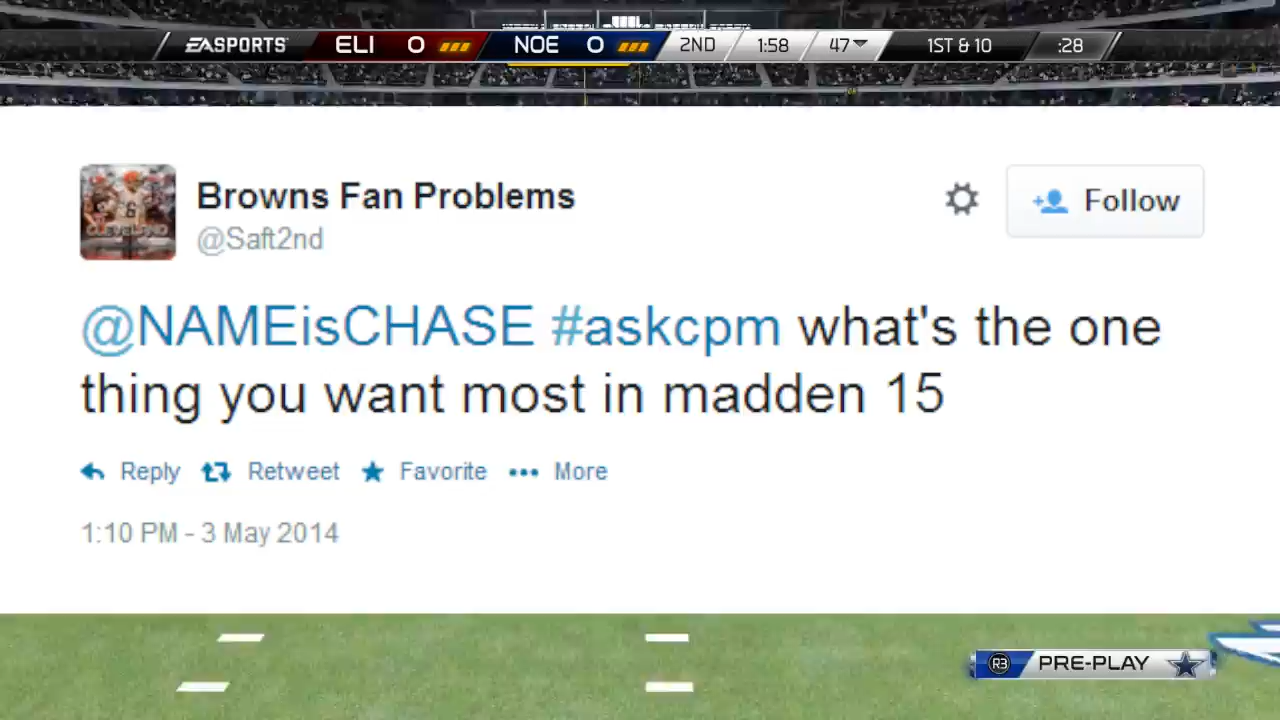 EA SPORTS ELI 0 NOE 0 2ND 1:58 47 1ST & 10 :28
Browns Fan Problems
@Saft2nd
Follow
@NAMEisCHASE #askcpm what's the one
thing you want most in madden 15
Reply Retweet Favorite More
1:10 PM - 3 May 2014
R3 PRE-PLAY